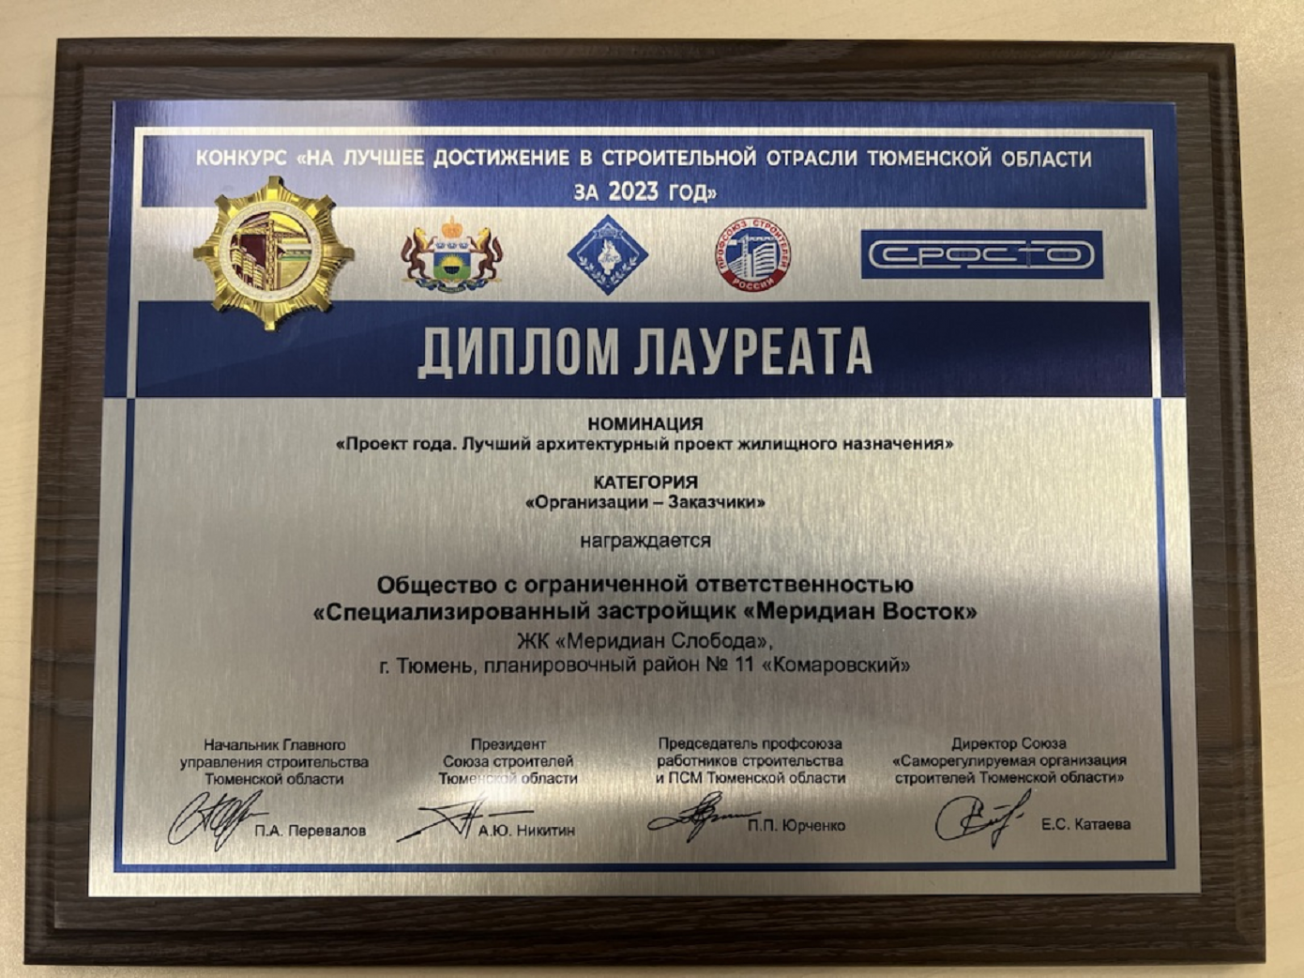 КОНКУРС «НА ЛУЧШЕЕ ДОСТИЖЕНИЕ В СТРОИТЕЛЬНОЙ ОТРАСЛИ ТЮМЕНСКОЙ ОБЛАСТИ
ЗА 2023 ГОД»
ПРОФСОЮЗ СТРОИТЕЛЕЙ
РОССИИ
СРОСТО
ДИПЛОМ ЛАУРЕАТА
НОМИНАЦИЯ
«Проект года. Лучший архитектурный проект жилищного назначения»
КАТЕГОРИЯ
«Организации – Заказчики»
награждается
Общество с ограниченной ответственностью
«Специализированный застройщик «Меридиан Восток»
ЖК «Меридиан Слобода»,
г. Тюмень, планировочный район № 11 «Комаровский»
Начальник Главного
управления строительства
Тюменской области
П.А. Перевалов
Президент
Союза строителей
Тюменской области
А.Ю. Никитин
Председатель профсоюза
работников строительства
и ПСМ Тюменской области
П.П. Юрченко
Директор Союза
«Саморегулируемая организация
строителей Тюменской области»
Е.С. Катаева